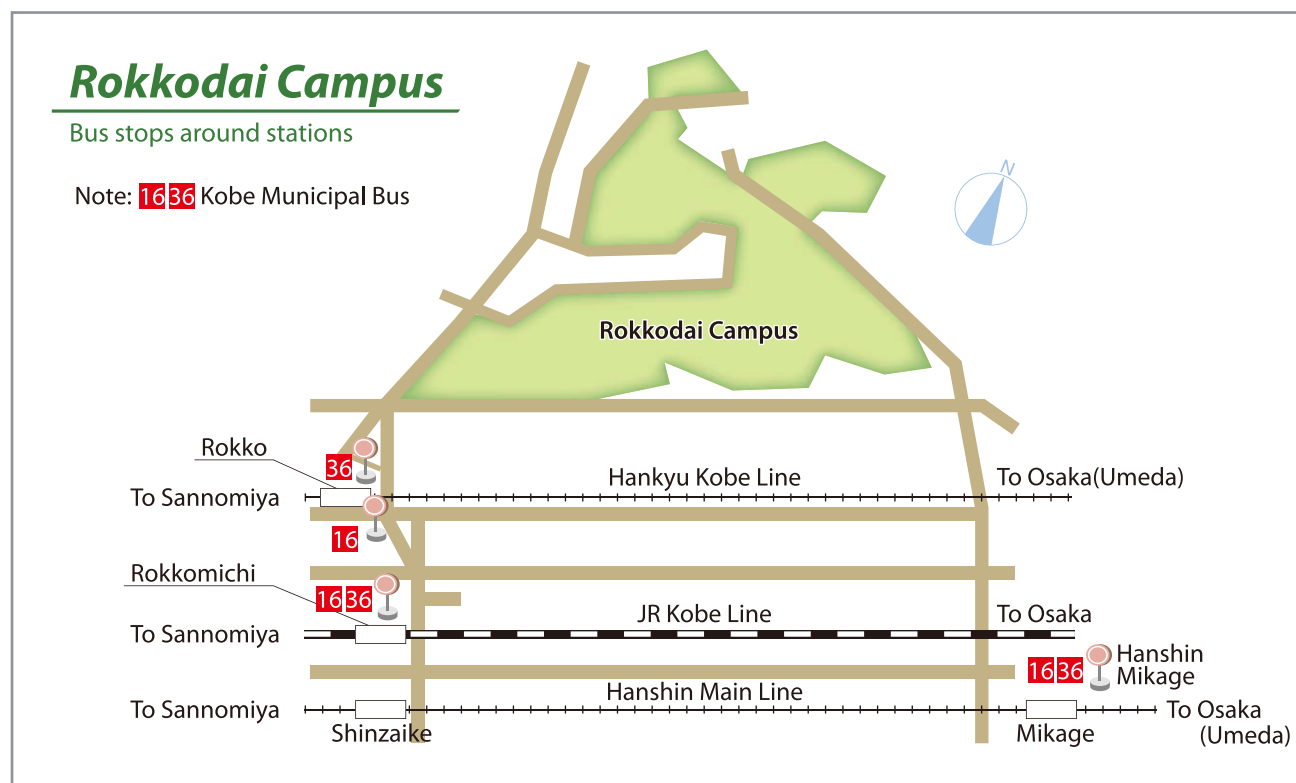 Rokkodai Campus
Bus stops around stations
Note: 16 36 Kobe Municipal Bus
N
Rokkodai Campus
Rokko
36
To Sannomiya
Hankyu Kobe Line
To Osaka(Umeda)
16
Rokkomichi
16 36
To Sannomiya
JR Kobe Line
To Osaka
16 36
Hanshin
Mikage
To Sannomiya
Hanshin Main Line
To Osaka
(Umeda)
Shinzaike
Mikage